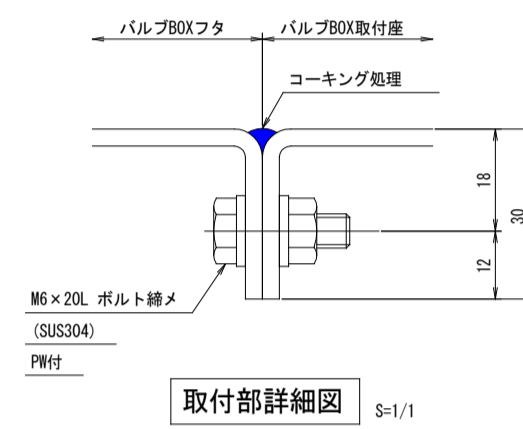 バルブBOXフタ
バルブBOX取付座
コーキング処理
18
30
12
M6×20L ボルト締メ
(SUS304)
PW付
取付部詳細図
S=1/1